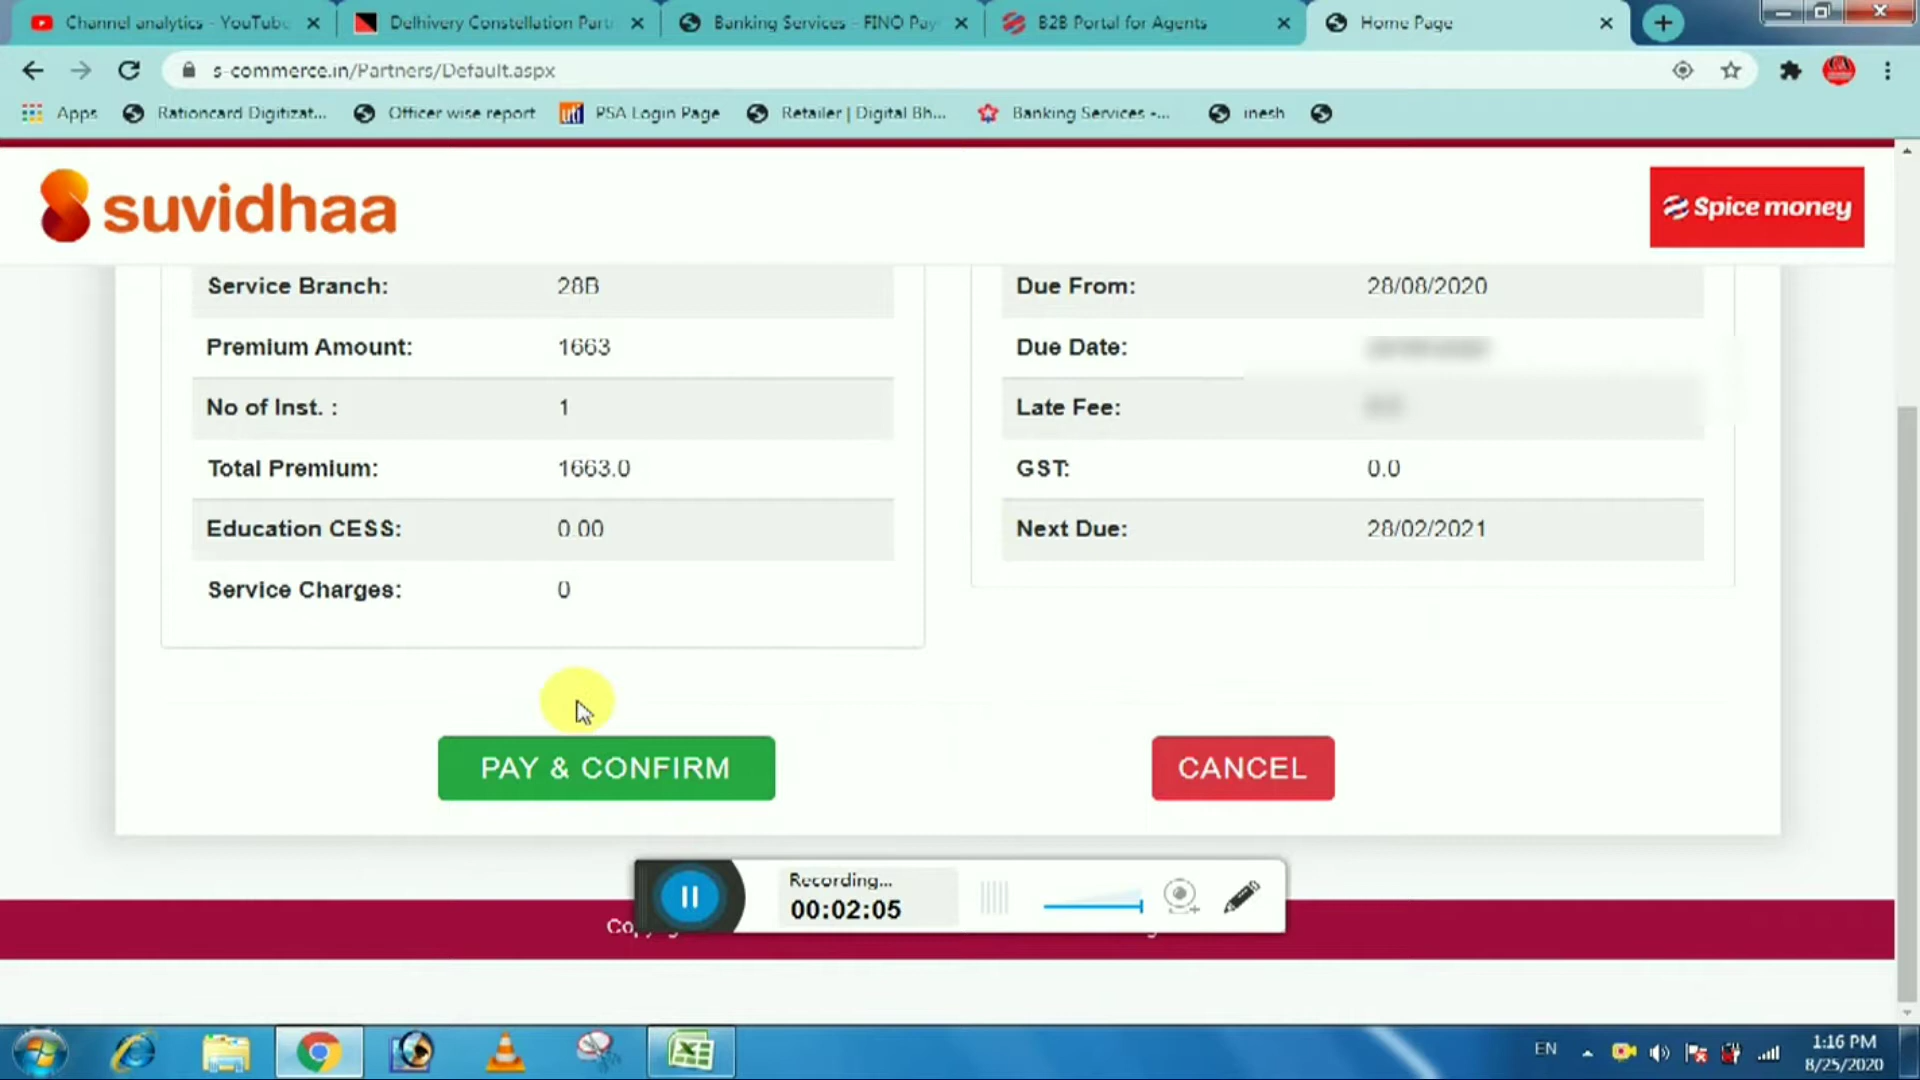 Channel analytics - YouTube
Delhivery Constellation Part
Banking Services - FINO Pay
B2B Portal for Agents
Home Page
s-commerce.in/Partners/Default.aspx
Apps
Rationcard Digitizat...
Officer wise report
uti
PSA Login Page
Retailer | Digital Bh...
Banking Services -...
inesh
suvidhaa
Spice money
Service Branch: 28B
Due From: 28/08/2020
Premium Amount: 1663
Due Date:
No of Inst. : 1
Late Fee:
Total Premium: 1663.0
GST: 0.0
Education CESS: 0.00
Next Due: 28/02/2021
Service Charges: 0
PAY & CONFIRM
CANCEL
Recording...
00:02:05
EN
1:16 PM
8/25/2020